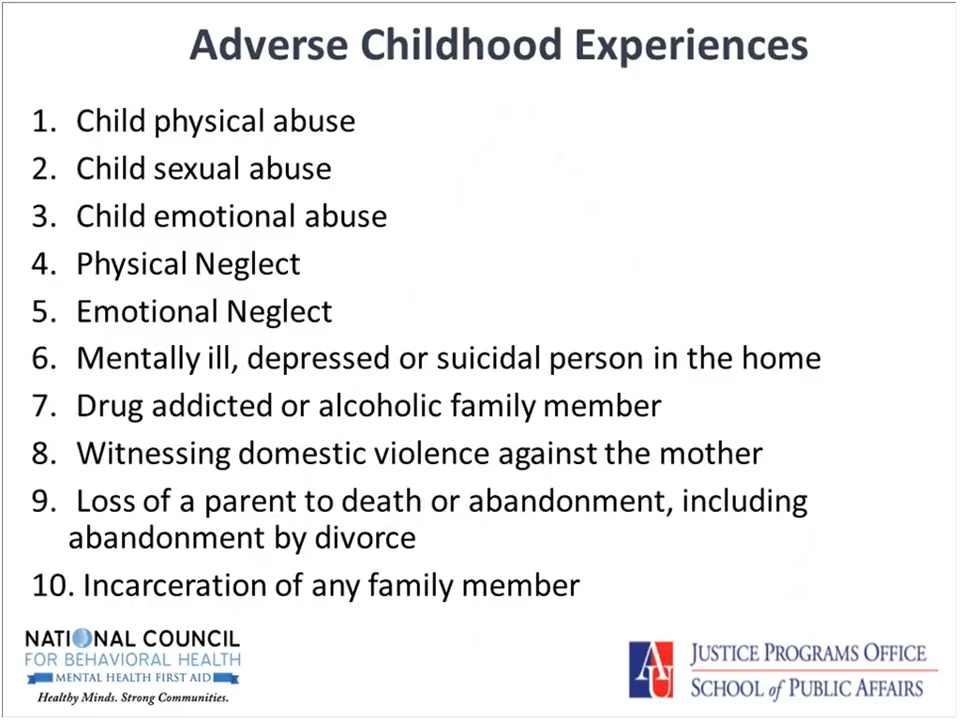 Adverse Childhood Experiences
1. Child physical abuse
2. Child sexual abuse
3. Child emotional abuse
4. Physical Neglect
5. Emotional Neglect
6. Mentally ill, depressed or suicidal person in the home
7. Drug addicted or alcoholic family member
8. Witnessing domestic violence against the mother
9. Loss of a parent to death or abandonment, including
abandonment by divorce
10. Incarceration of any family member
NATIONAL COUNCIL
FOR BEHAVIORAL HEALTH
MENTAL HEALTH FIRST AID
Healthy Minds. Strong Communities.
AU
JUSTICE PROGRAMS OFFICE
SCHOOL of PUBLIC AFFAIRS